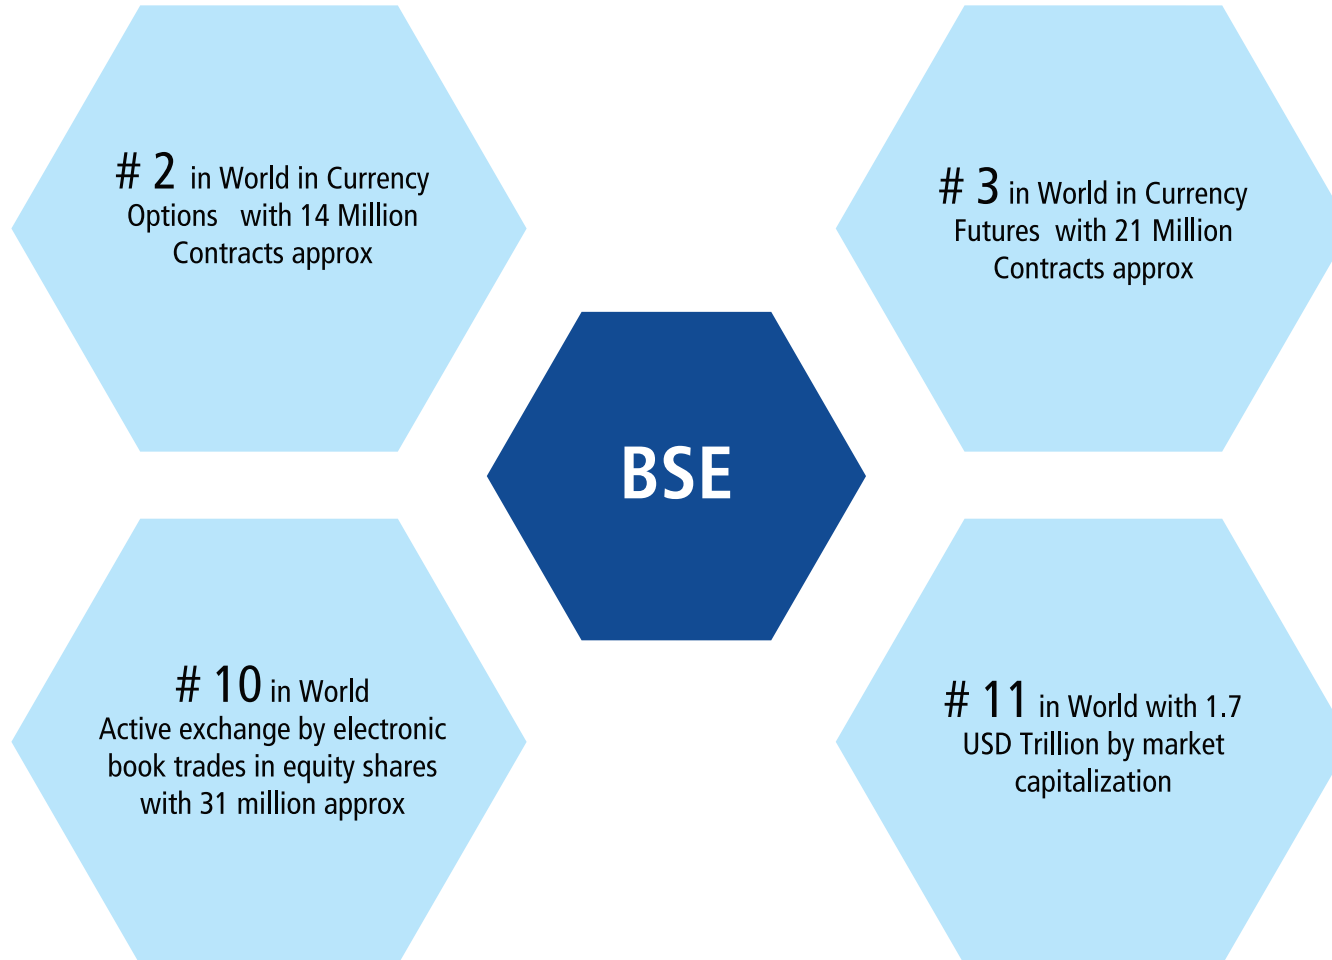 # 2 in World in Currency
Options with 14 Million
Contracts approx
# 3 in World in Currency
Futures with 21 Million
Contracts approx
BSE
# 10 in World
Active exchange by electronic
book trades in equity shares
with 31 million approx
# 11 in World with 1.7
USD Trillion by market
capitalization